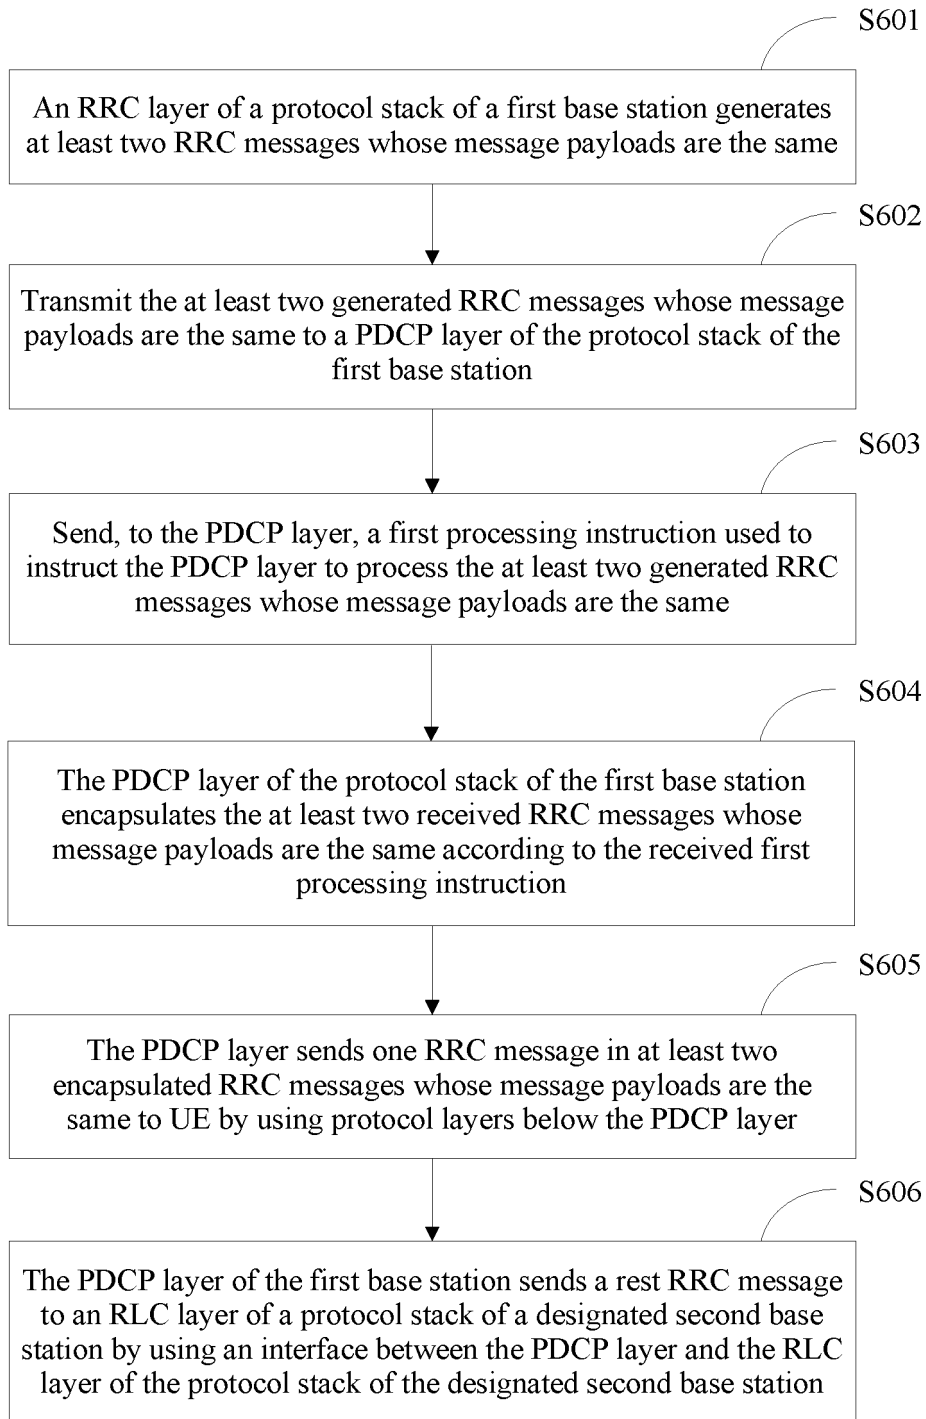 S601
An RRC layer of a protocol stack of a first base station generates
at least two RRC messages whose message payloads are the same
S602
Transmit the at least two generated RRC messages whose message
payloads are the same to a PDCP layer of the protocol stack of the
first base station
S603
Send, to the PDCP layer, a first processing instruction used to
instruct the PDCP layer to process the at least two generated RRC
messages whose message payloads are the same
S604
The PDCP layer of the protocol stack of the first base station
encapsulates the at least two received RRC messages whose
message payloads are the same according to the received first
processing instruction
S605
The PDCP layer sends one RRC message in at least two
encapsulated RRC messages whose message payloads are the
same to UE by using protocol layers below the PDCP layer
S606
The PDCP layer of the first base station sends a rest RRC message
to an RLC layer of a protocol stack of a designated second base
station by using an interface between the PDCP layer and the RLC
layer of the protocol stack of the designated second base station